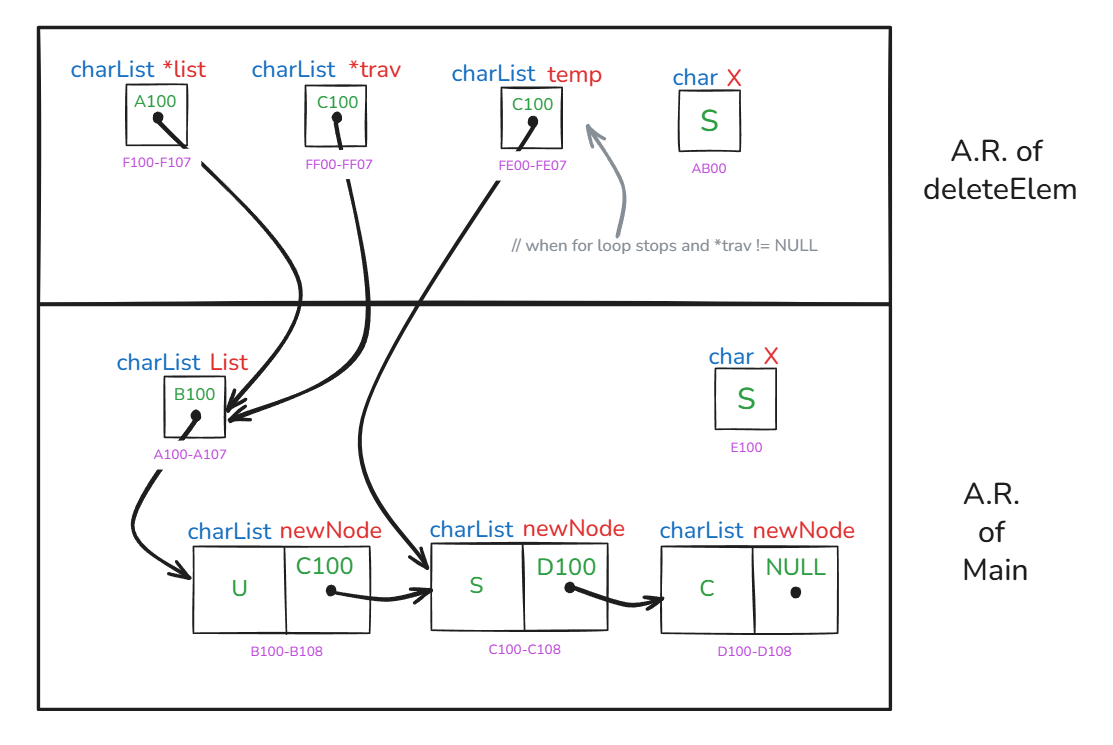 charList *list
charList *trav
charList temp
char X
A100
C100
C100
S
F100-F107
FF00-FF07
FE00-FE07
AB00
A.R. of
deleteElem
// when for loop stops and *trav != NULL
charList List
char X
B100
S
A100-A107
E100
A.R.
of
Main
charList newNode
charList newNode
charList newNode
U
C100
S
D100
C
NULL
B100-B108
C100-C108
D100-D108